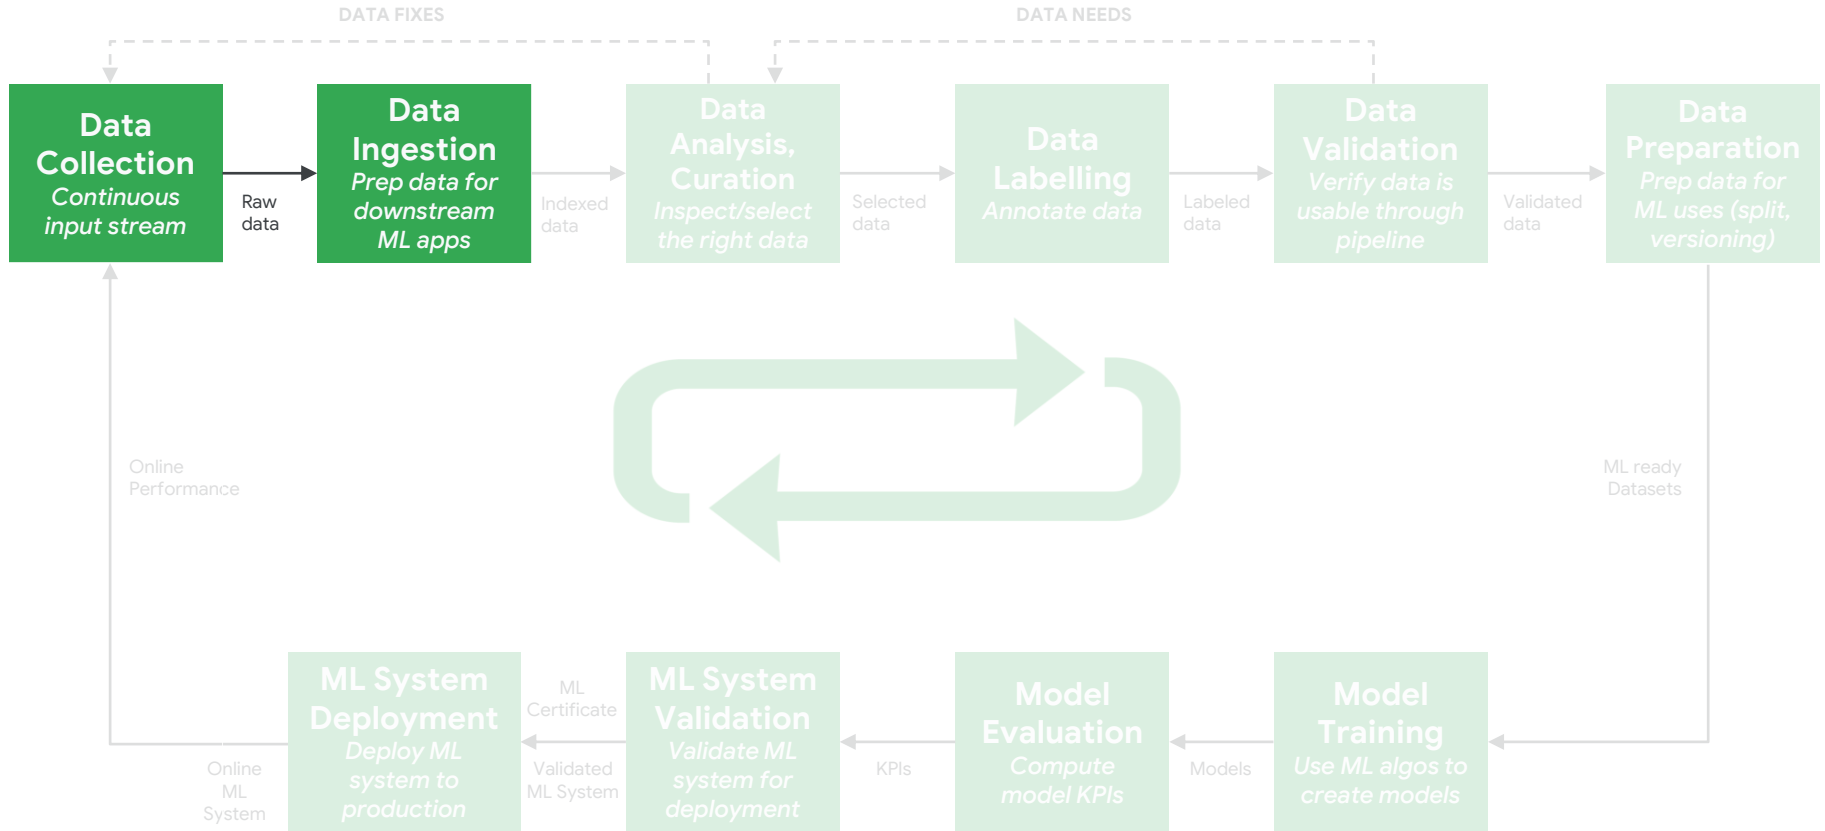 DATA FIXES
DATA NEEDS
Data
Collection
Continuous
input stream
Raw
data
Data
Ingestion
Prep data for
downstream
ML apps
Indexed
data
Data
Analysis,
Curation
Inspect/select
the right data
Selected
data
Data
Labelling
Annotate data
Labeled
data
Data
Validation
Verify data is
usable through
pipeline
Validated
data
Data
Preparation
Prep data for
ML uses (split,
versioning)
Online
Performance
ML ready
Datasets
Online
ML
System
ML System
Deployment
Deploy ML
system to
production
ML
Certificate
Validated
ML System
ML System
Validation
Validate ML
system for
deployment
KPIs
Model
Evaluation
Compute
model KPIs
Models
Model
Training
Use ML algos to
create models